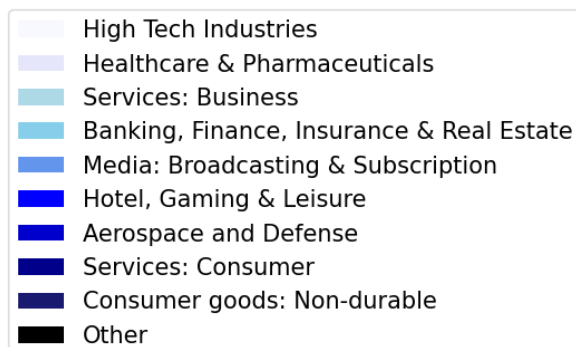 High Tech Industries
Healthcare & Pharmaceuticals
Services: Business
Banking, Finance, Insurance & Real Estate
Media: Broadcasting & Subscription
Hotel, Gaming & Leisure
Aerospace and Defense
Services: Consumer
Consumer goods: Non-durable
Other